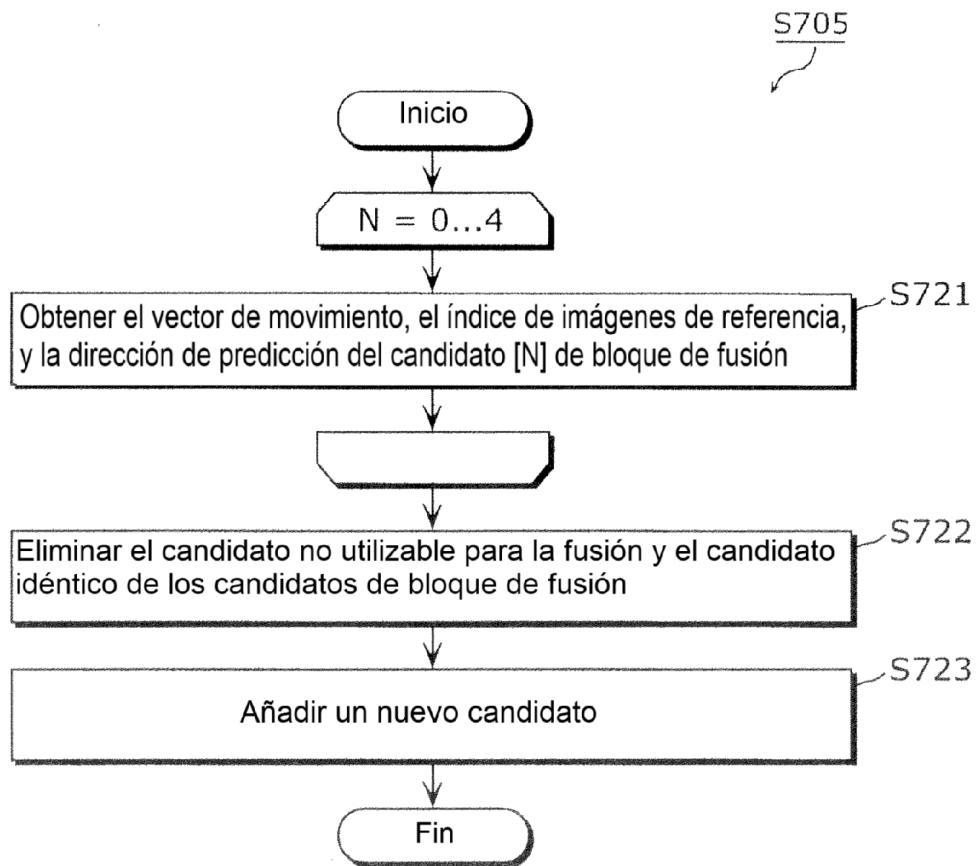 S705
Inicio
N = 0...4
S721
Obtener el vector de movimiento, el índice de imágenes de referencia,
y la dirección de predicción del candidato [N] de bloque de fusión
S722
Eliminar el candidato no utilizable para la fusión y el candidato
idéntico de los candidatos de bloque de fusión
S723
Añadir un nuevo candidato
Fin